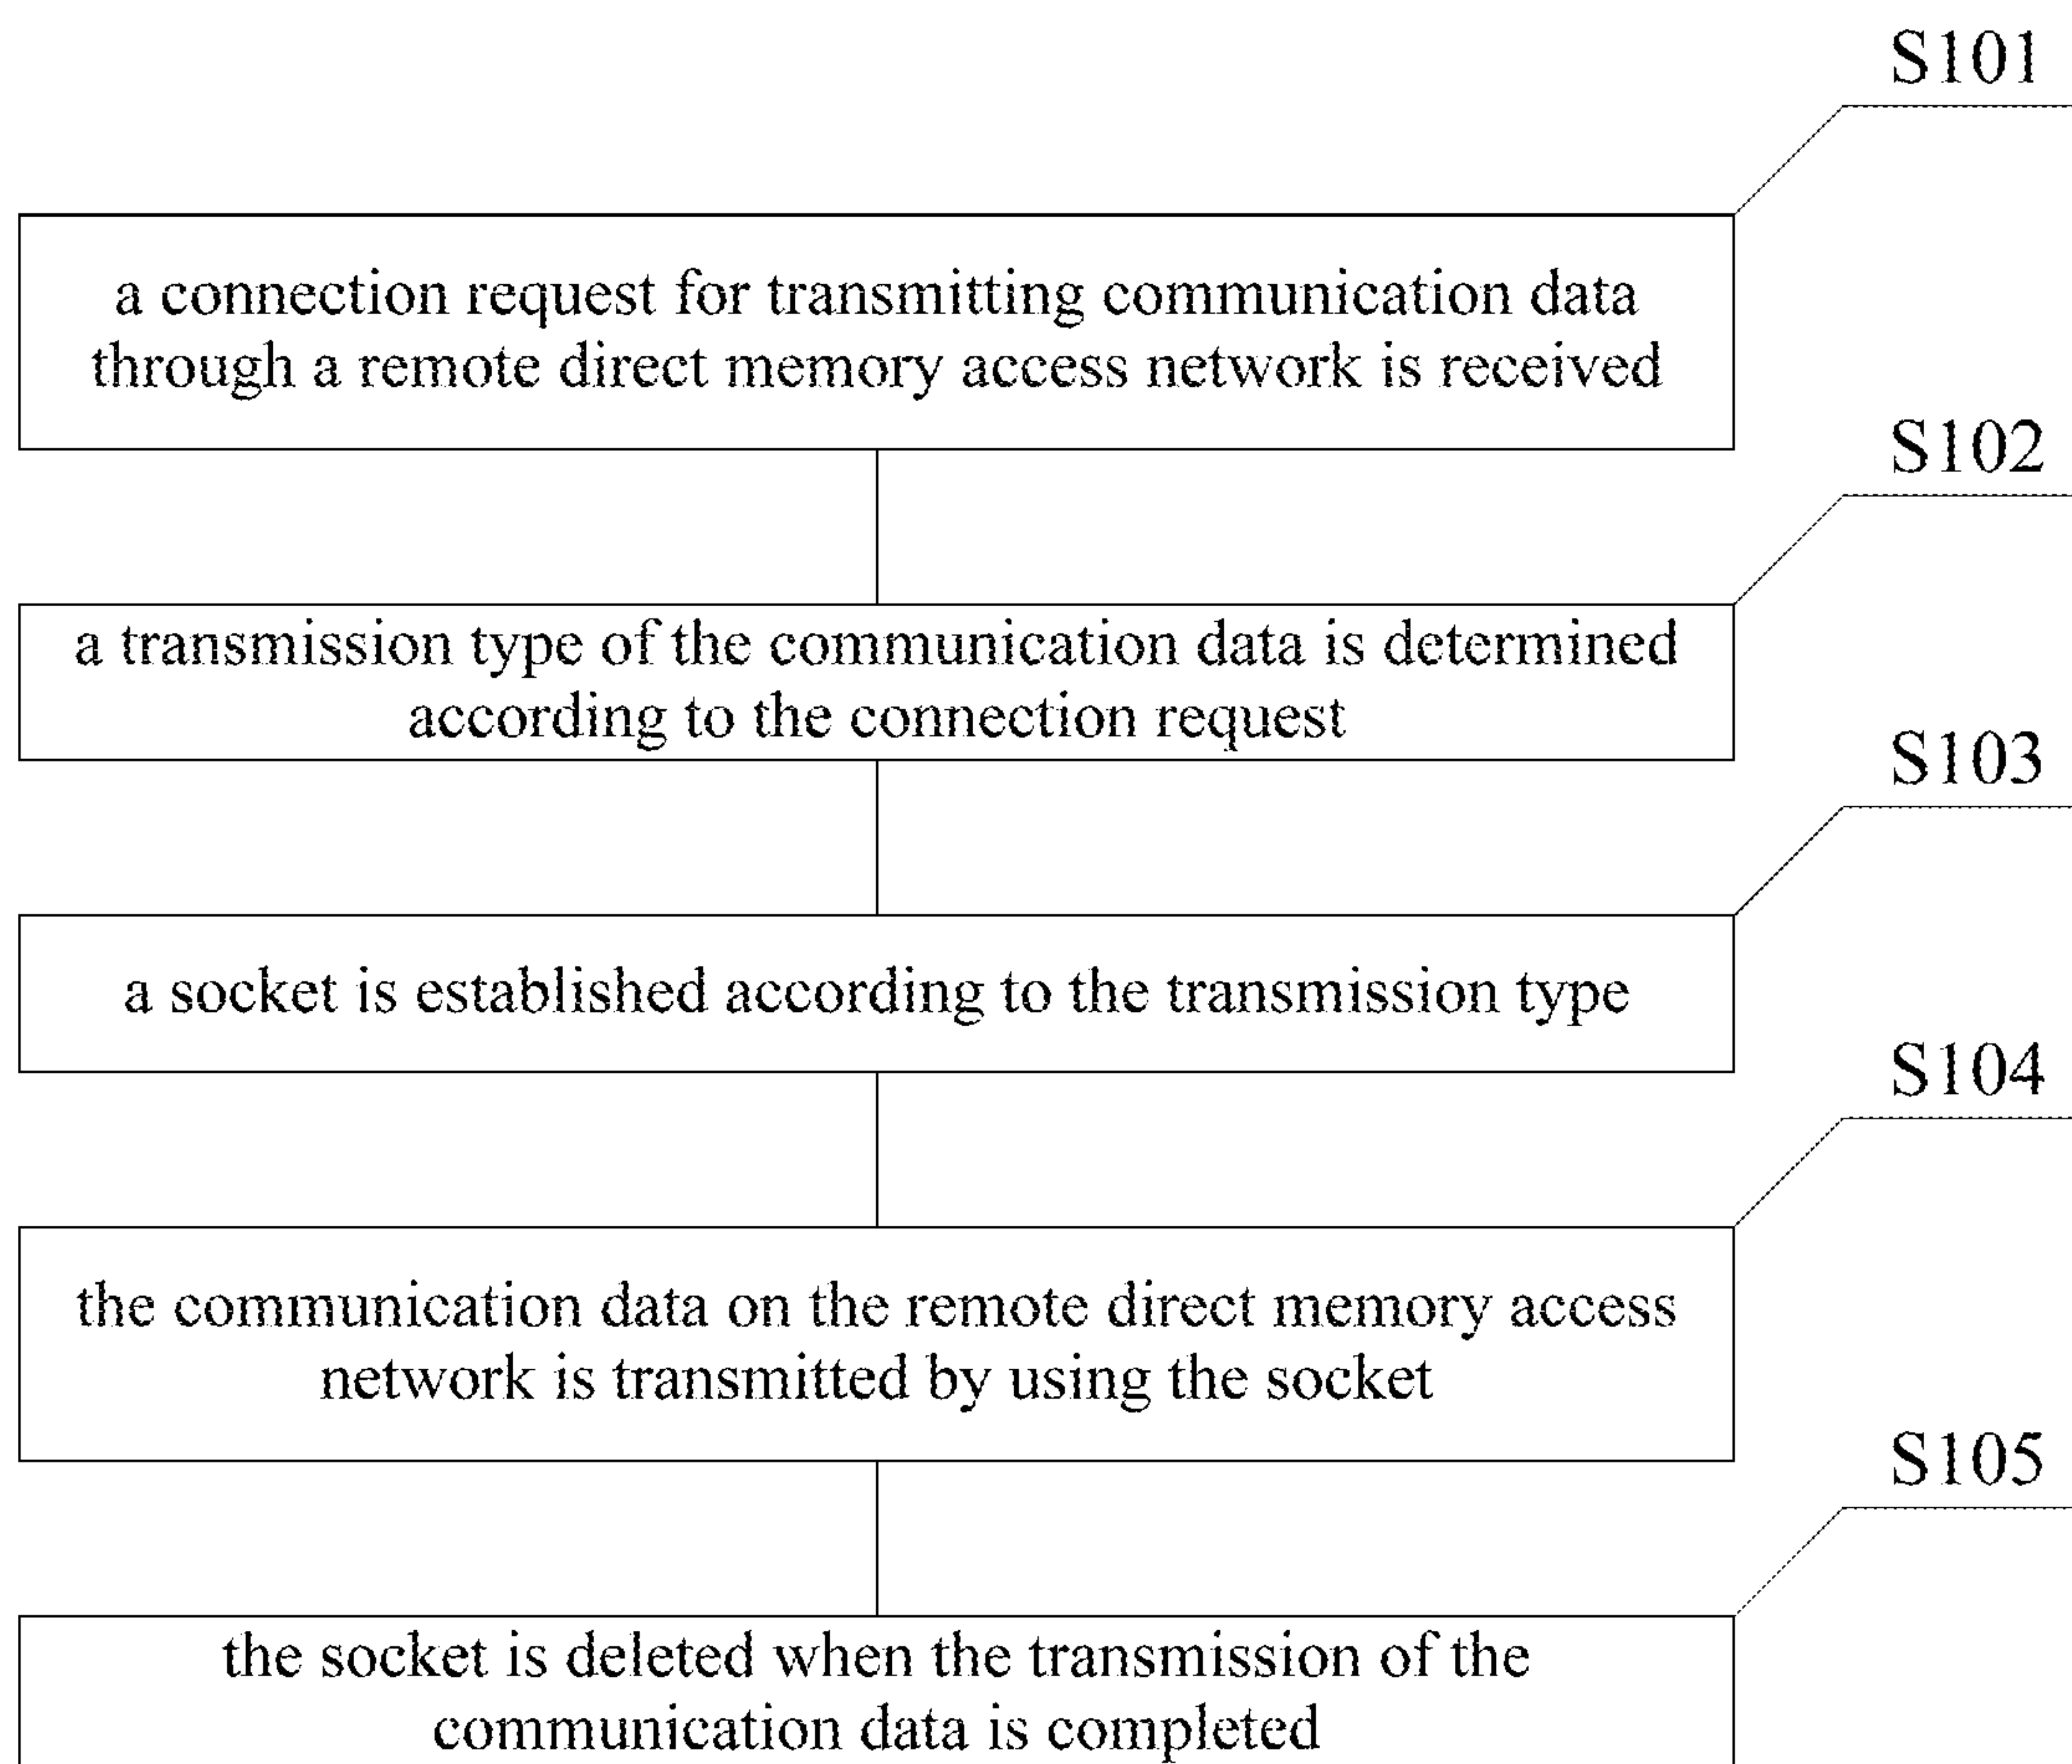 S101
a connection request for transmitting communication data
through a remote direct memory access network is received
S102
a transmission type of the communication data is determined
according to the connection request
S103
a socket is established according to the transmission type
S104
the communication data on the remote direct memory access
network is transmitted by using the socket
S105
the socket is deleted when the transmission of the
communication data is completed